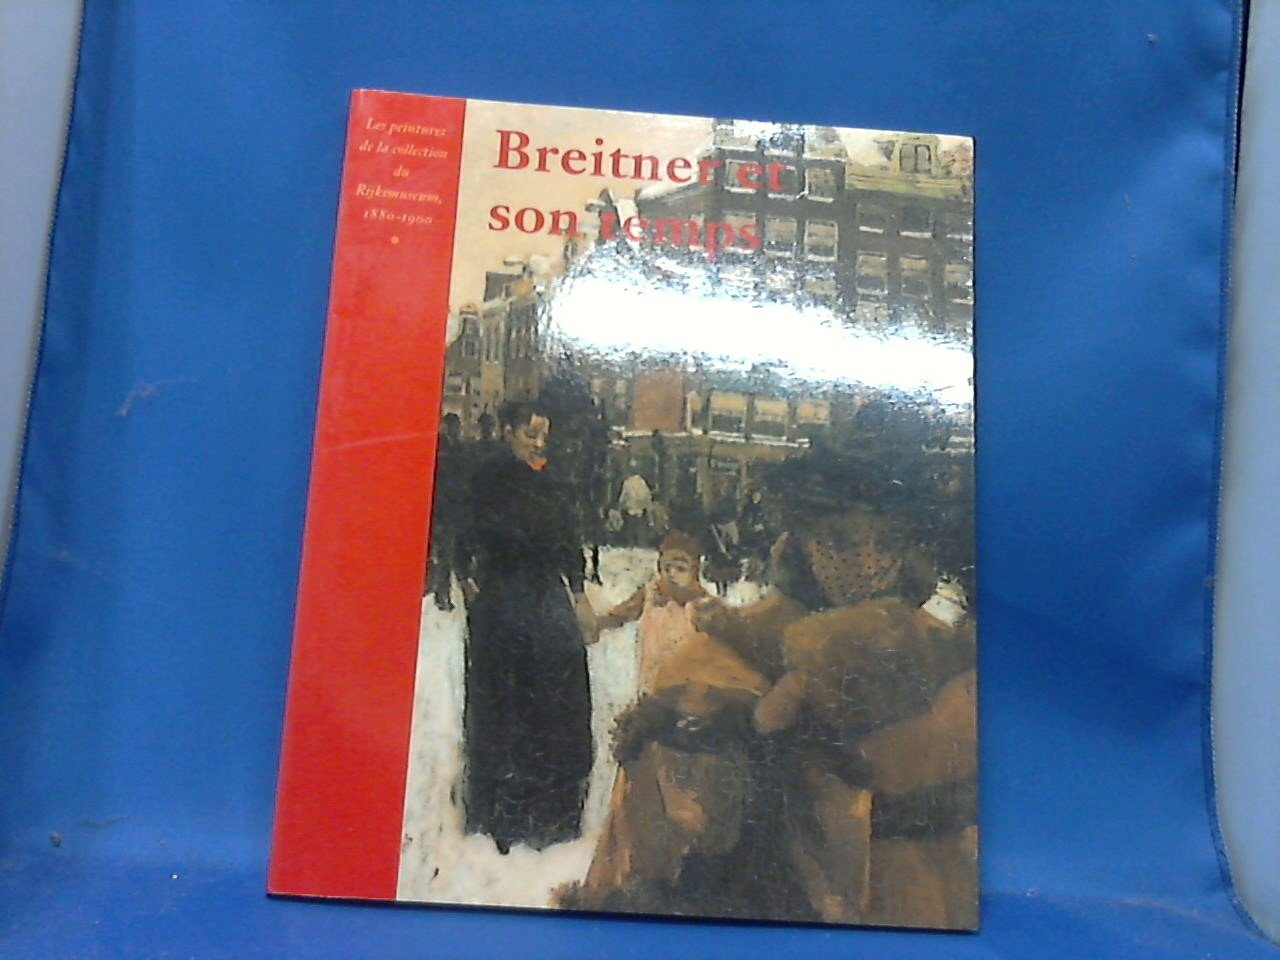 Les peintures
de la collection
du
Rijksmuseum,
1880-1900
Breitner et
son temps